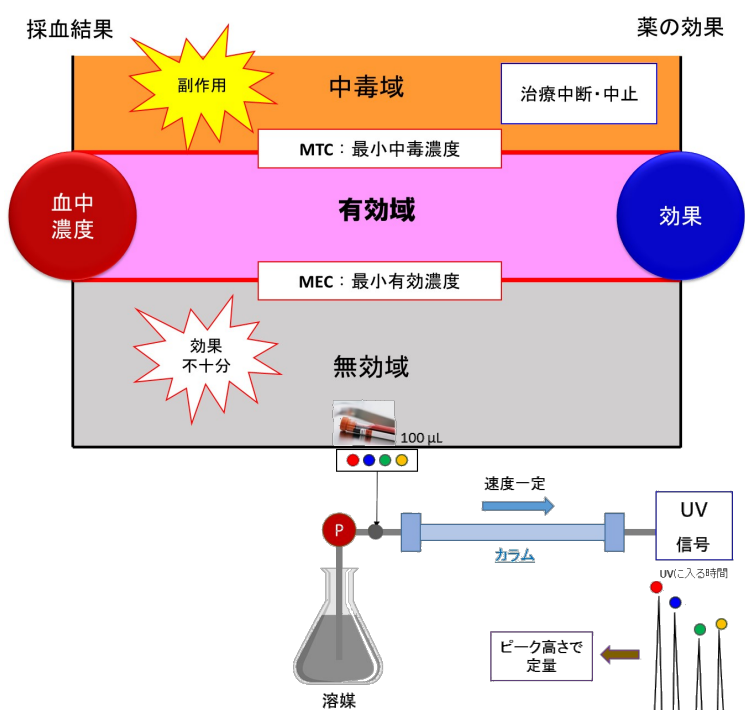 採血結果
薬の効果
副作用
中毒域
治療中断・中止
MTC：最小中毒濃度
血中
濃度
有効域
効果
MEC：最小有効濃度
効果
不十分
無効域
100 µL
速度一定
P
カラム
UV
信号
UVに入る時間
ピーク高さで
定量
溶媒